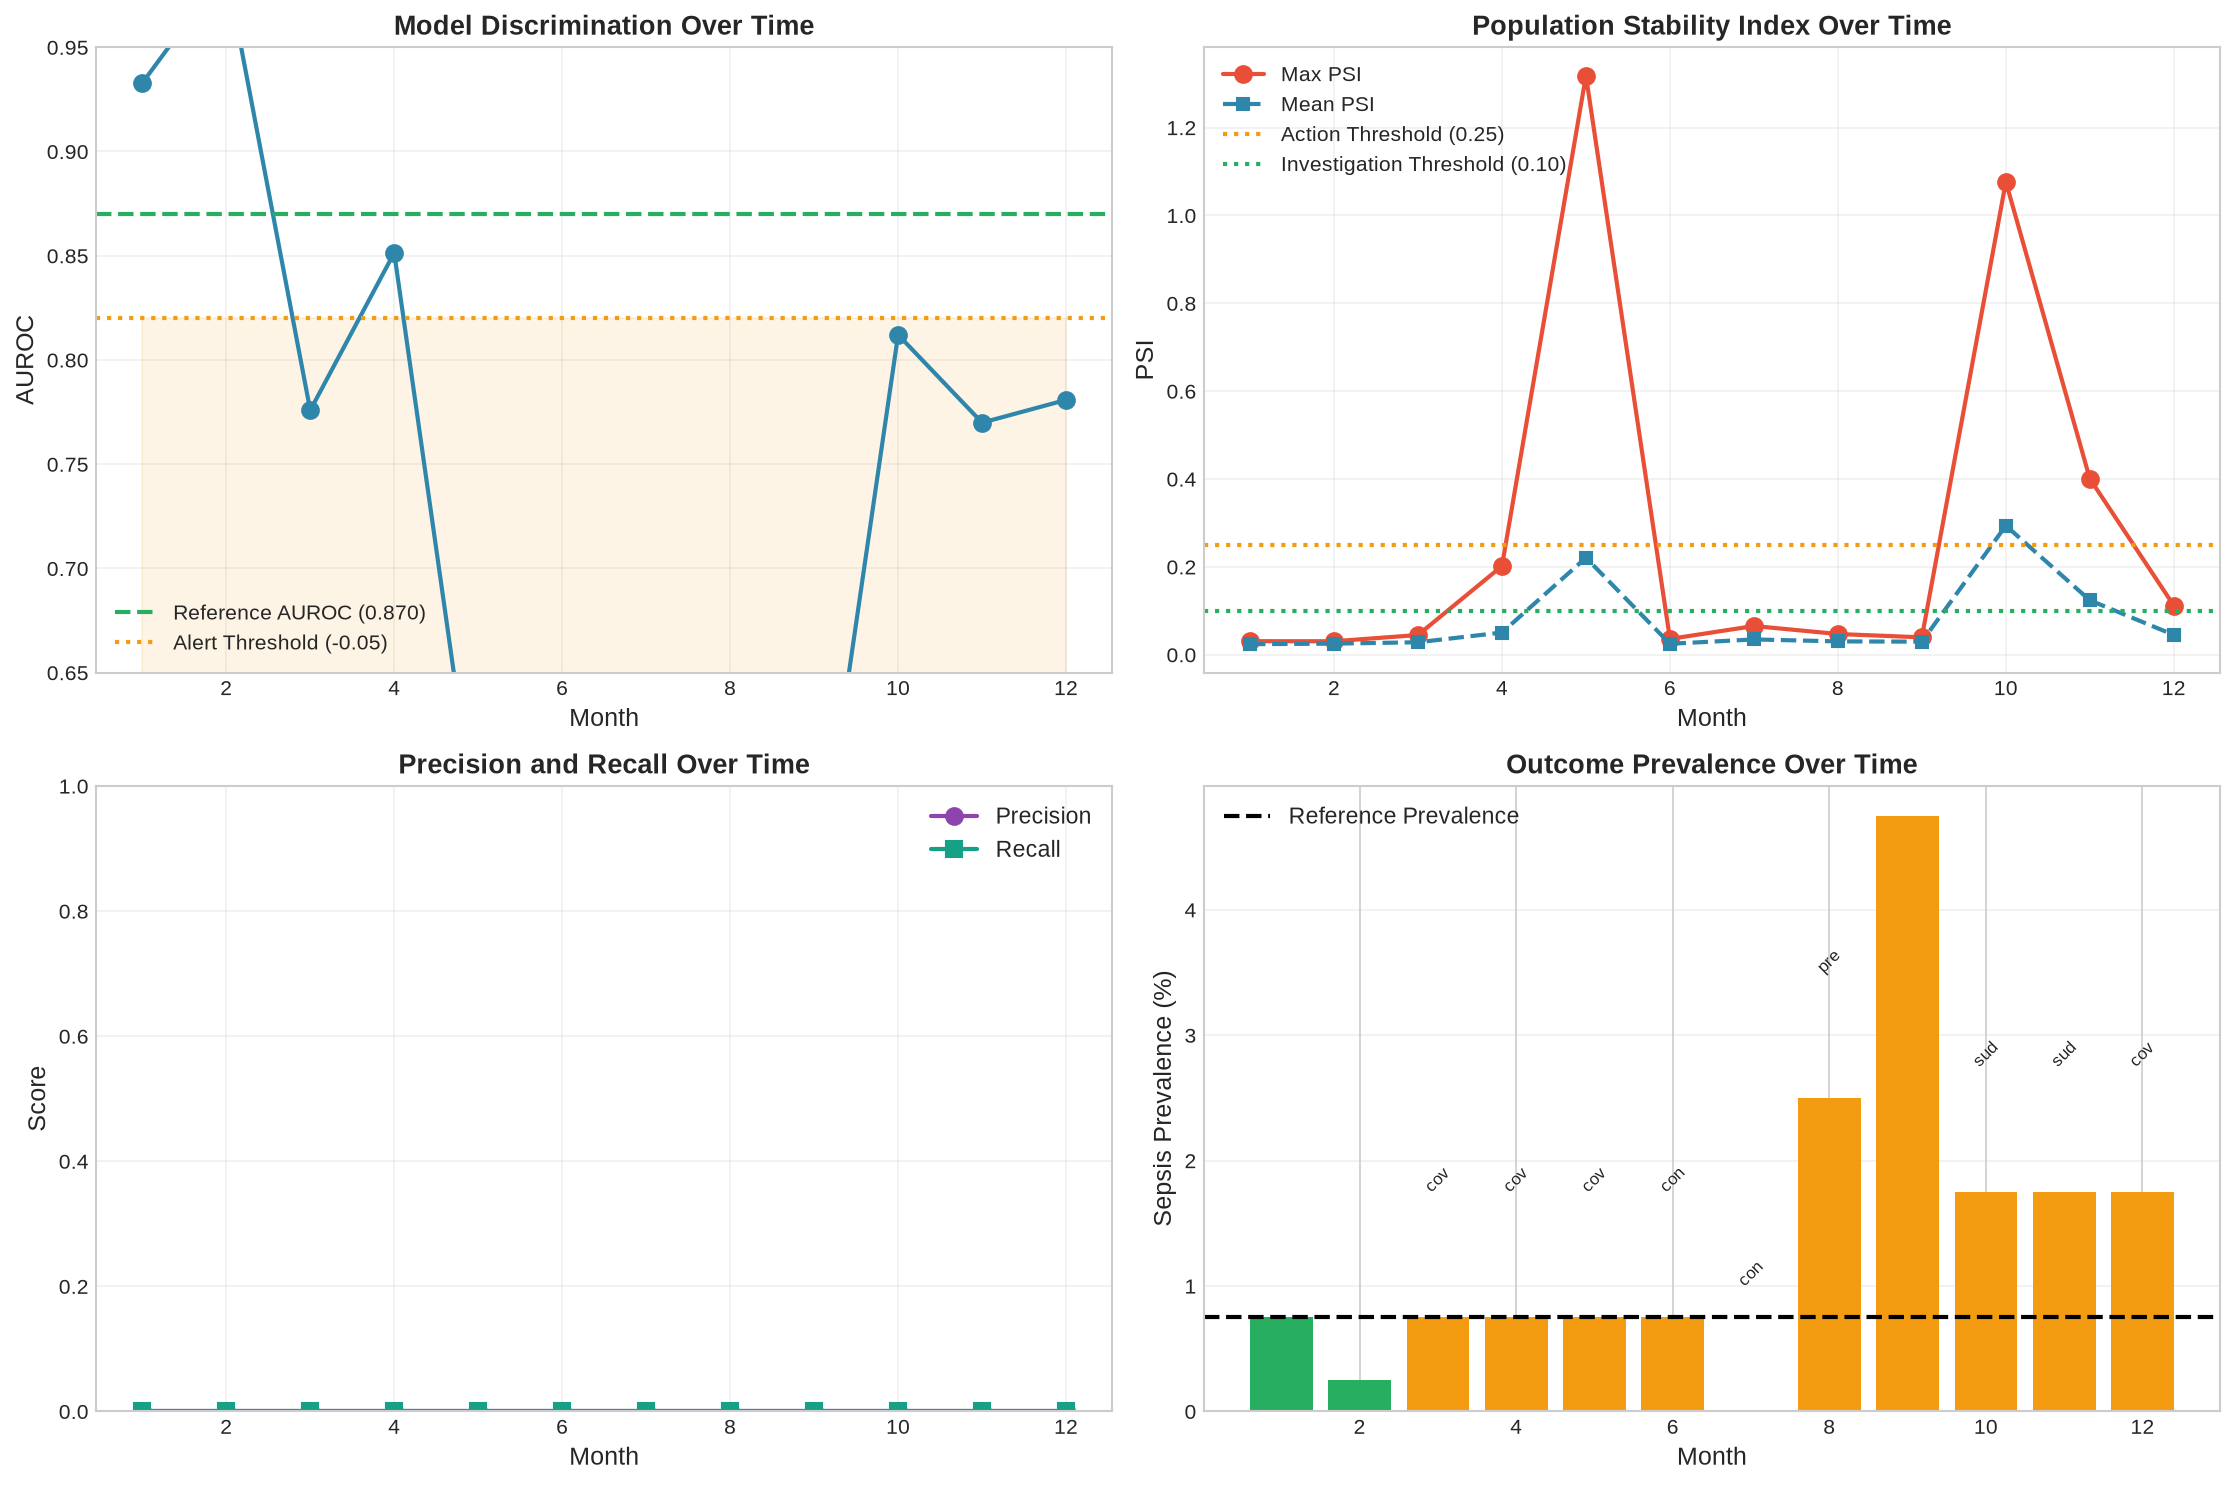 Model Discrimination Over Time
0.95
0.90
0.85
0.80
0.75
0.70
0.65
AUROC
Reference AUROC (0.870)
Alert Threshold (-0.05)
2 4 6 8 10 12
Month
Population Stability Index Over Time
Max PSI
Mean PSI
Action Threshold (0.25)
Investigation Threshold (0.10)
1.2
1.0
0.8
0.6
0.4
0.2
0.0
PSI
2 4 6 8 10 12
Month
Precision and Recall Over Time
Precision
Recall
1.0
0.8
0.6
0.4
0.2
0.0
Score
2 4 6 8 10 12
Month
Outcome Prevalence Over Time
Reference Prevalence
4
3
2
1
0
Sepsis Prevalence (%)
cov
cov
cov
con
con
pre
sud
sud
cov
2 4 6 8 10 12
Month